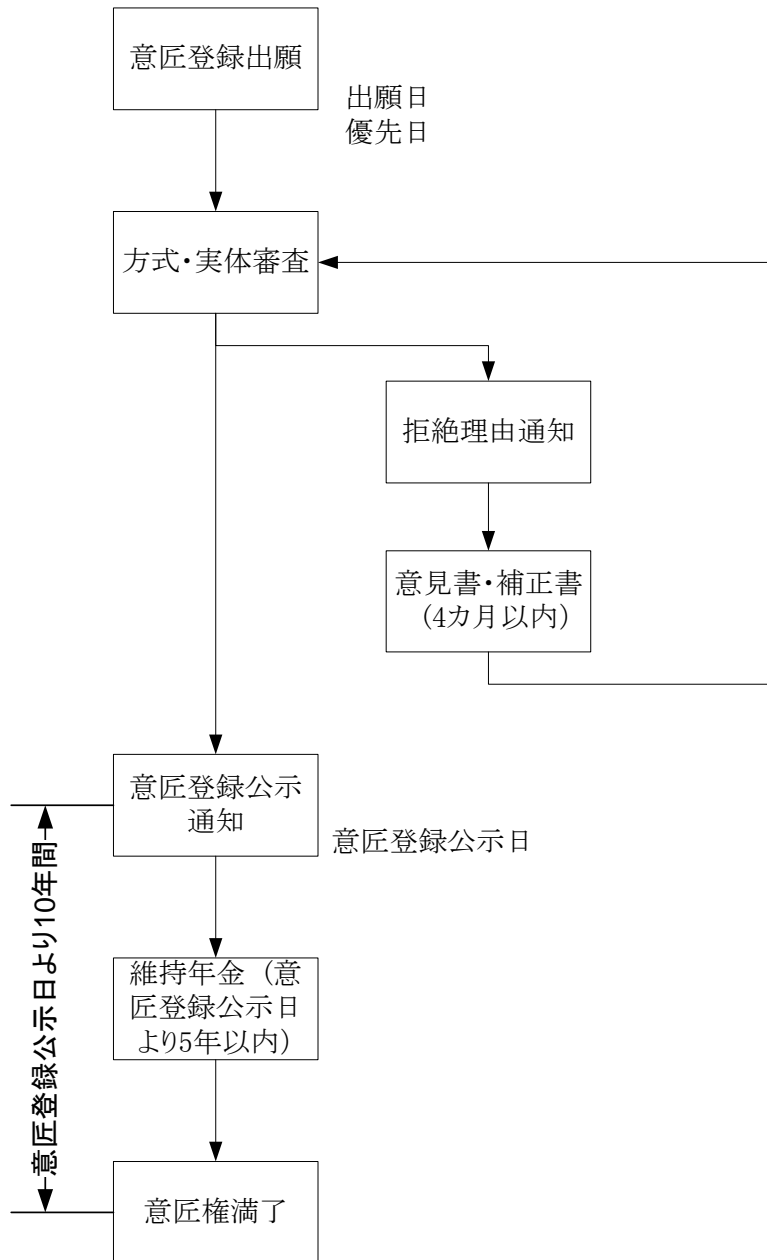 意匠登録出願
出願日
優先日
方式・実体審査
拒絶理由通知
意見書・補正書
（4カ月以内）
意匠登録公示
通知
意匠登録公示日
意匠登録公示日より10年間
維持年金（意
匠登録公示日
より5年以内）
意匠権満了